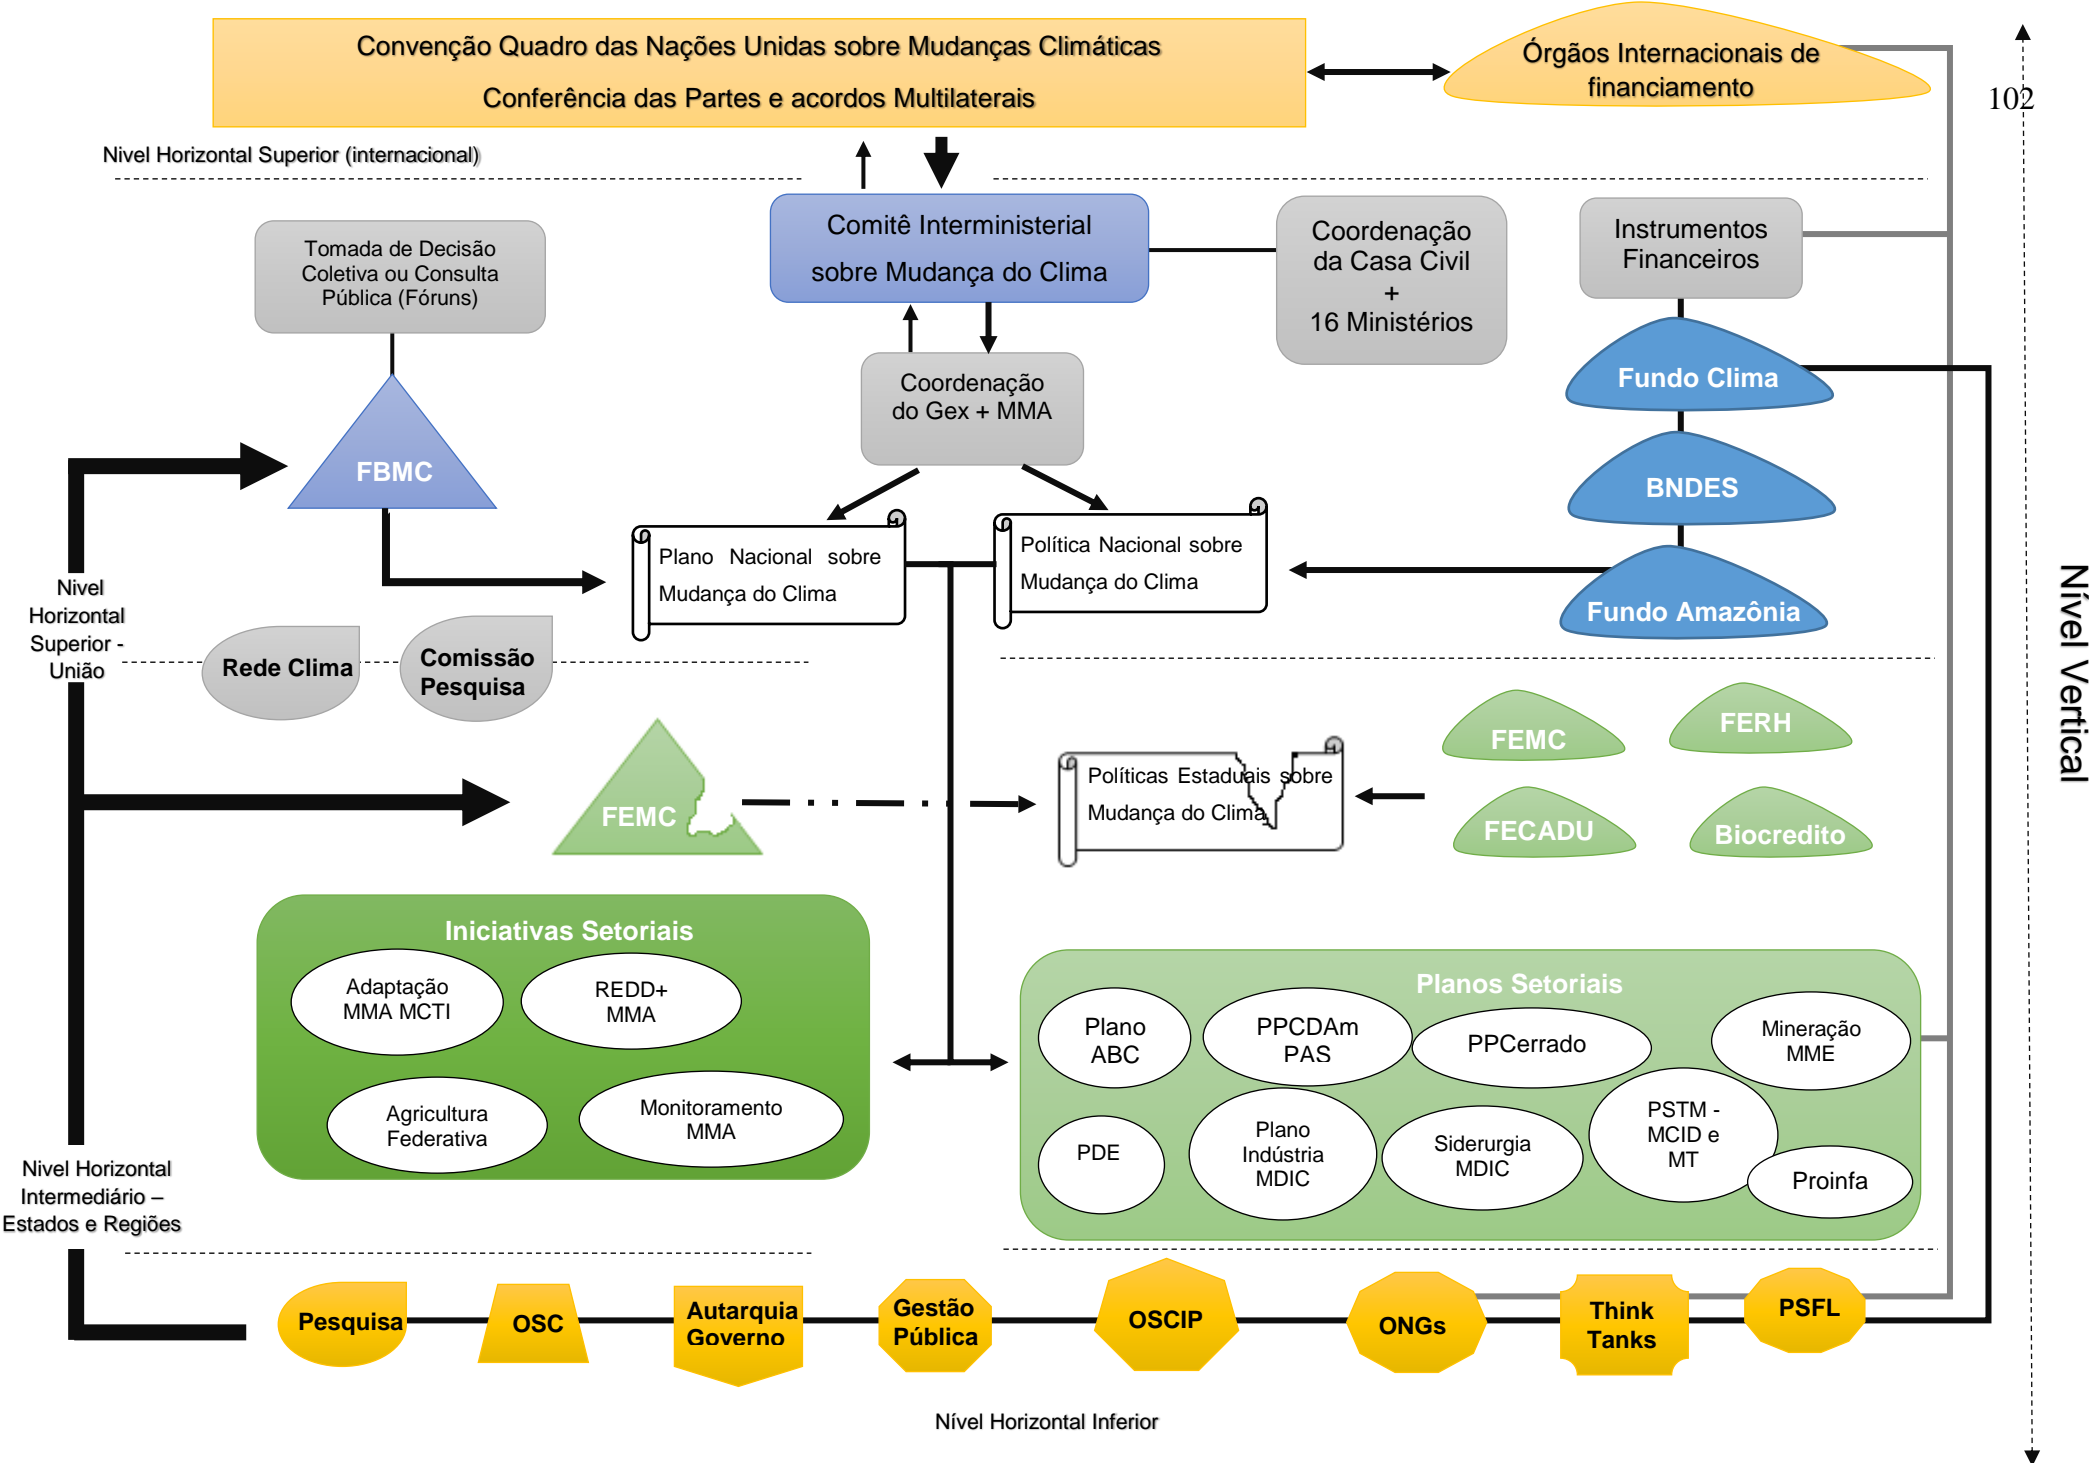 Convenção Quadro das Nações Unidas sobre Mudanças Climáticas
Conferência das Partes e acordos Multilaterais
Órgãos Internacionais de
financiamento
102
Nivel Horizontal Superior (internacional)
Tomada de Decisão
Coletiva ou Consulta
Pública (Fóruns)
Comitê Interministerial
sobre Mudança do Clima
Coordenação
da Casa Civil
+
16 Ministérios
Instrumentos
Financeiros
Coordenação
do Gex + MMA
Fundo Clima
FBMC
BNDES
Plano Nacional sobre
Mudança do Clima
Política Nacional sobre
Mudança do Clima
Fundo Amazônia
Nivel
Horizontal
Superior -
União
Rede Clima
Comissão
Pesquisa
Nível Vertical
FEMC
Políticas Estaduais sobre
Mudança do Clima
FEMC
FERH
FECADU
Biocredito
Iniciativas Setoriais
Adaptação
MMA MCTI
REDD+
MMA
Agricultura
Federativa
Monitoramento
MMA
Planos Setoriais
Plano
ABC
PPCDAm
PAS
PPCerrado
Mineração
MME
PDE
Plano
Indústria
MDIC
Siderurgia
MDIC
PSTM -
MCID e
MT
Proinfa
Nivel Horizontal
Intermediário –
Estados e Regiões
Pesquisa
OSC
Autarquia
Governo
Gestão
Pública
OSCIP
ONGs
Think
Tanks
PSFL
Nível Horizontal Inferior